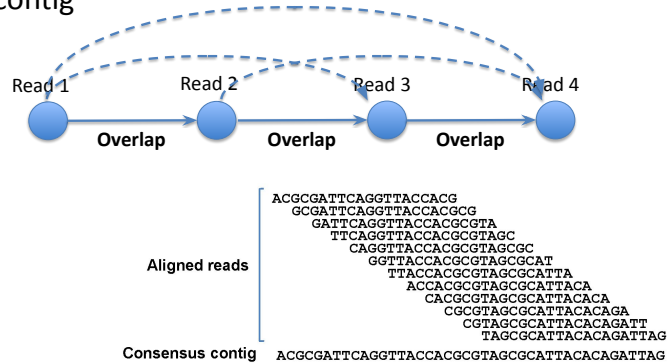 contig
Read 1 Read 2 Read 3 Read 4
Overlap Overlap Overlap
ACGCGATTCAGGTTACCACG
GCGATTCAGGTTACCACGCG
GATTCAGGTTACCACGCGTA
TTCAGGTTACCACGCGTAGC
CAGGTTACCACGCGTAGCGC
GGTTACCACGCGTAGCGCAT
TTACCACGCGTAGCGCATTA
ACCACGCGTAGCGCATTACA
CACGCGTAGCGCATTACACA
CGCGTAGCGCATTACACAGA
CGTAGCGCATTACACAGATT
TAGCGCATTACACAGATTAG
Aligned reads
Consensus contig ACGCGATTCAGGTTACCACGCGTAGCGCATTACACAGATTAG